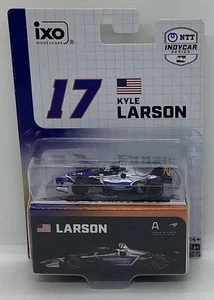 ixo
MODELCARS
NTT
INDYCAR
SERIES
17
KYLE
LARSON
LARSON